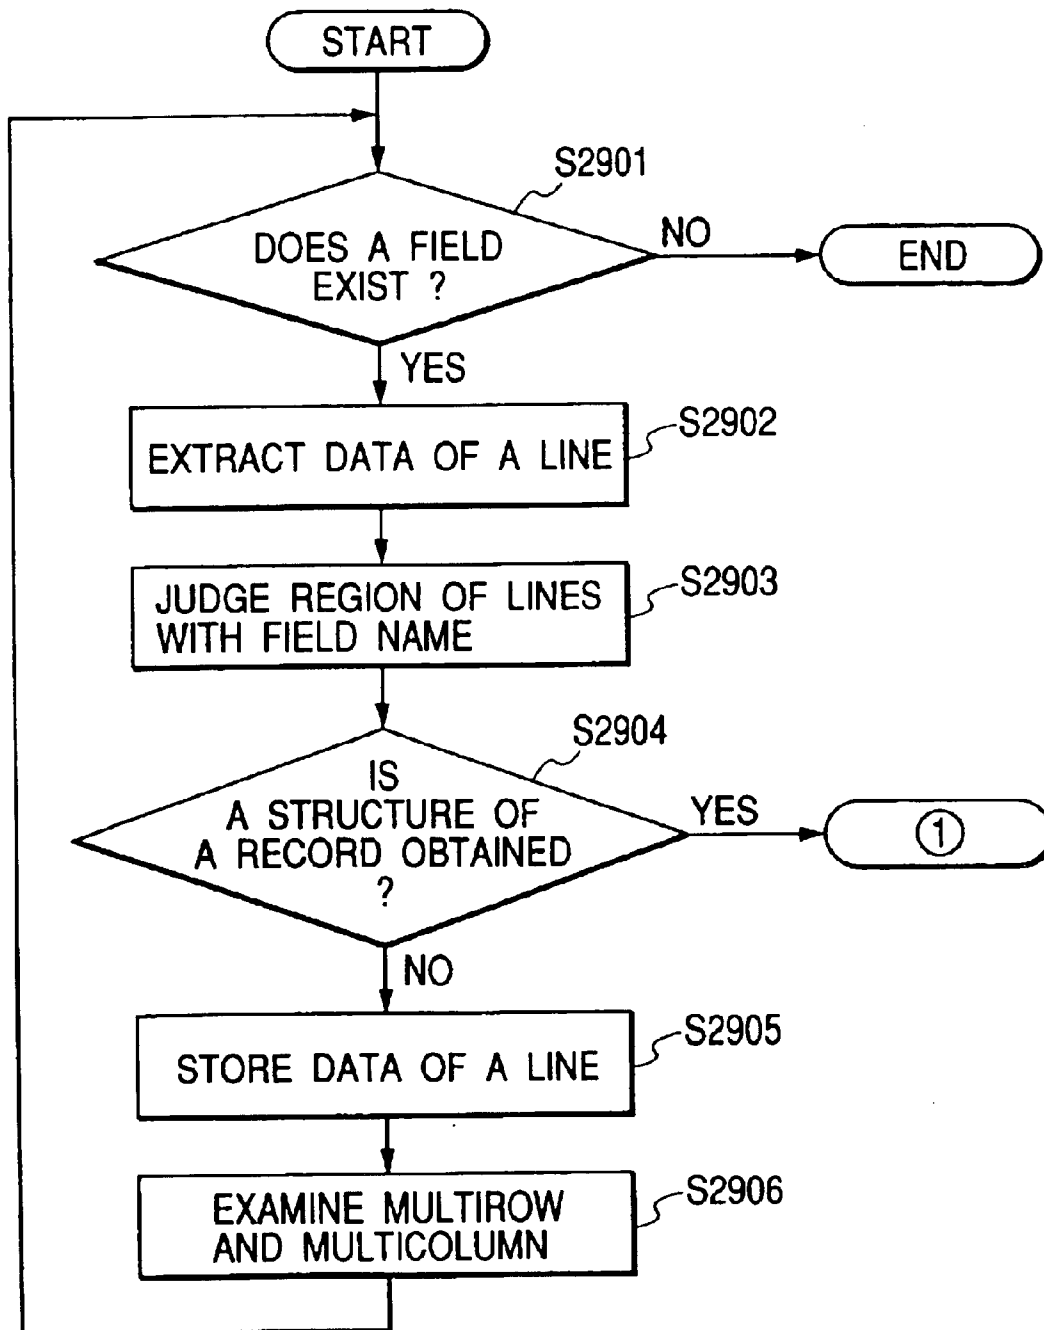 START
S2901
DOES A FIELD
EXIST ?
NO
END
YES
S2902
EXTRACT DATA OF A LINE
S2903
JUDGE REGION OF LINES
WITH FIELD NAME
S2904
IS
A STRUCTURE OF
A RECORD OBTAINED
?
YES
①
NO
S2905
STORE DATA OF A LINE
S2906
EXAMINE MULTIROW
AND MULTICOLUMN